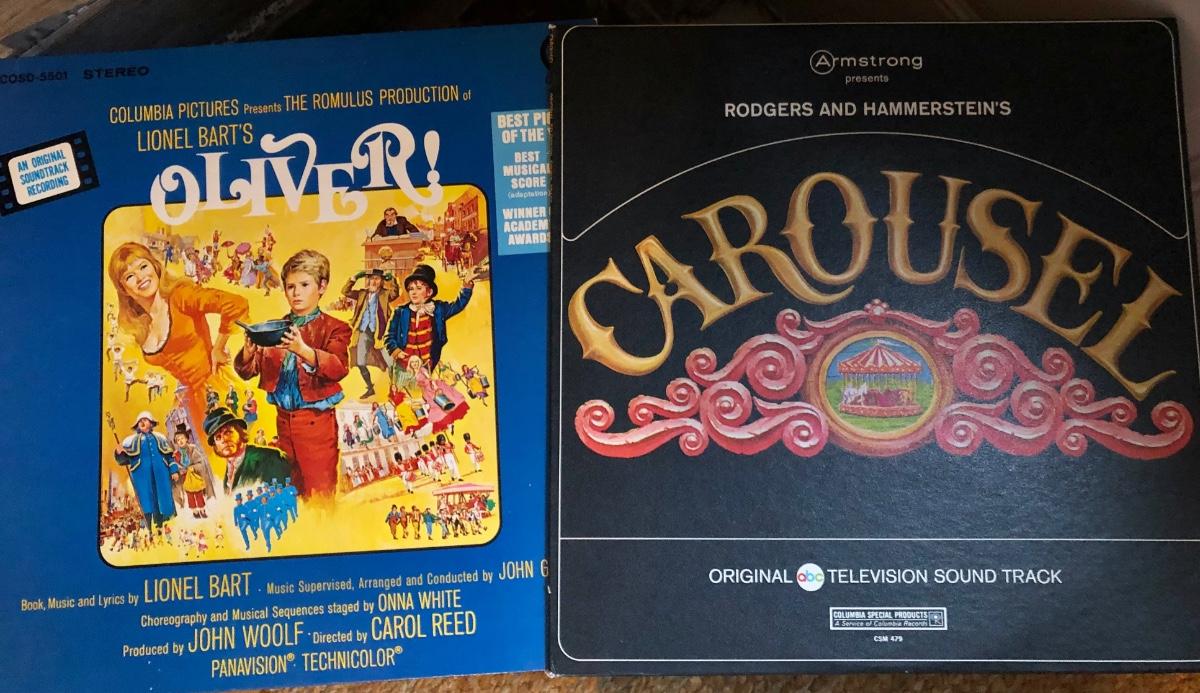 COSD-5501 STEREO
COLUMBIA PICTURES Presents THE ROMULUS PRODUCTION of
LIONEL BART'S
OLIVER!
AN ORIGINAL
SOUNDTRACK
RECORDING
BEST PI
OF THE
BEST
MUSICAL
SCORE
(adaptation)
WINNER
ACADEM
AWARD
Book, Music and Lyrics by LIONEL BART · Music Supervised, Arranged and Conducted by JOHN G
Choreography and Musical Sequences staged by ONNA WHITE
Produced by JOHN WOOLF · Directed by CAROL REED
PANAVISION® TECHNICOLOR®
Armstrong
presents
RODGERS AND HAMMERSTEIN'S
CAROUSEL
ORIGINAL abc TELEVISION SOUND TRACK
COLUMBIA SPECIAL PRODUCTS
A Service of Columbia Records
CSM 479